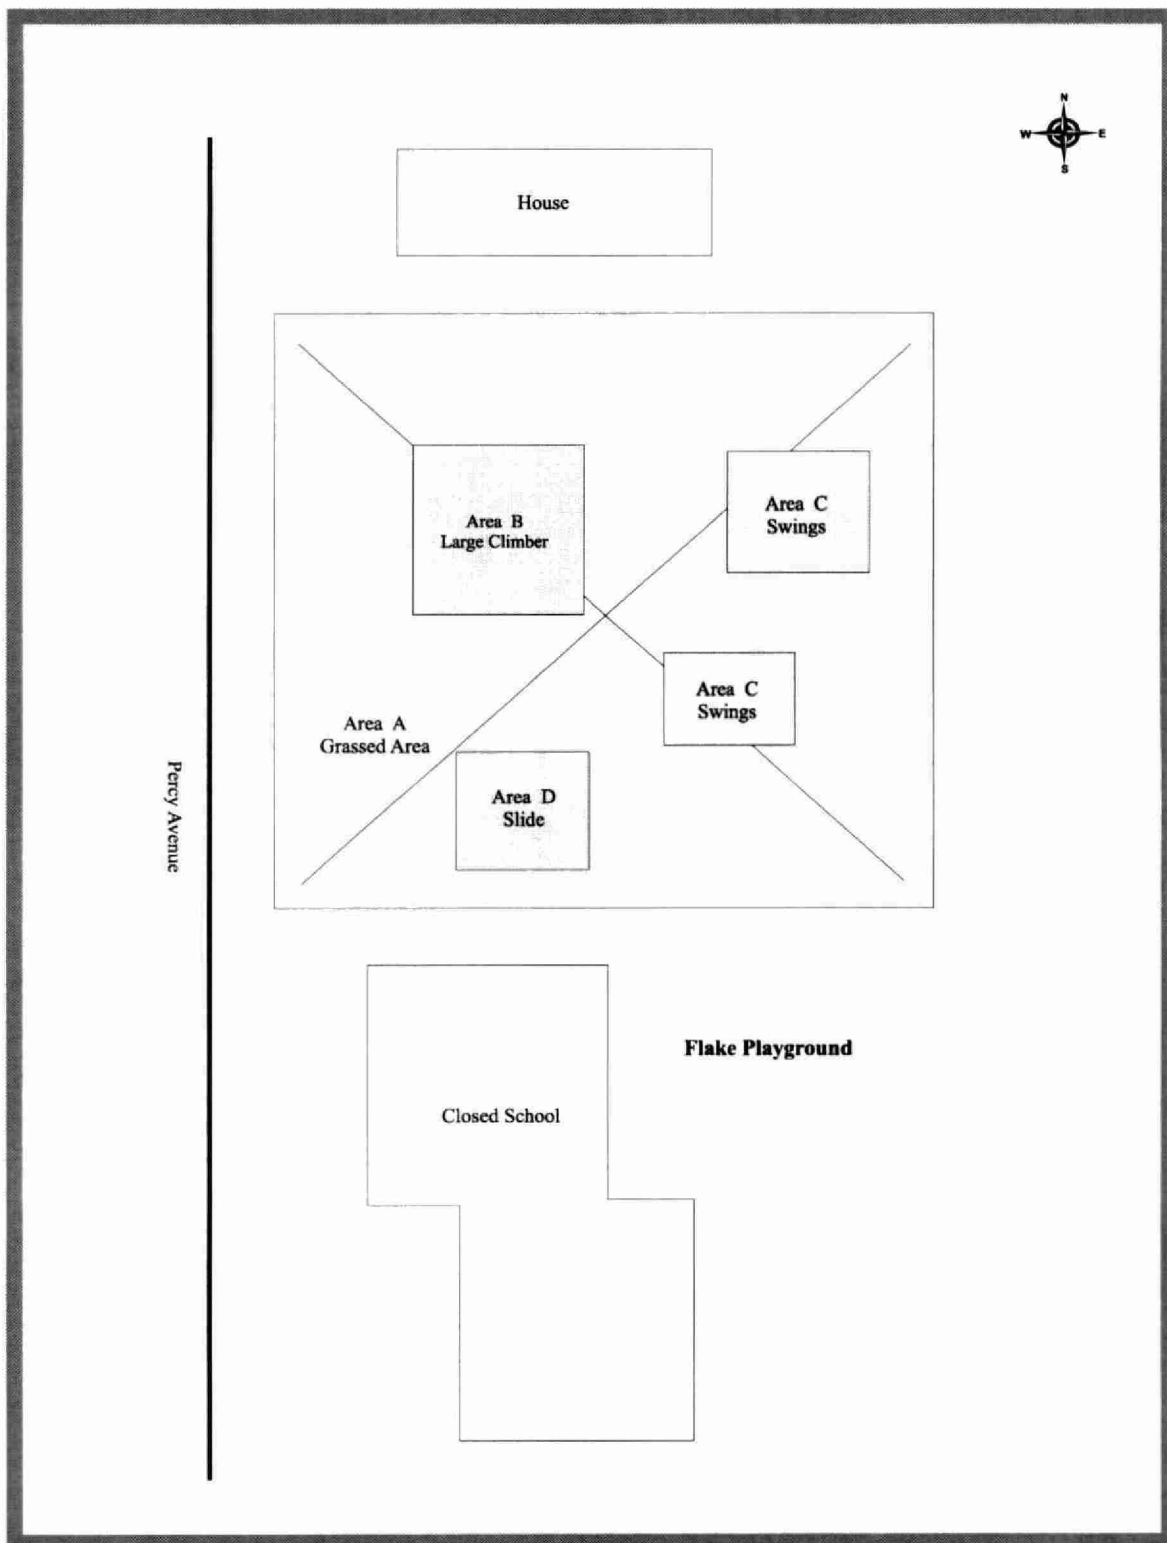 N
W E
S
House
Area B
Large Climber
Area C
Swings
Area C
Swings
Area A
Grassed Area
Percy Avenue
Area D
Slide
Flake Playground
Closed School